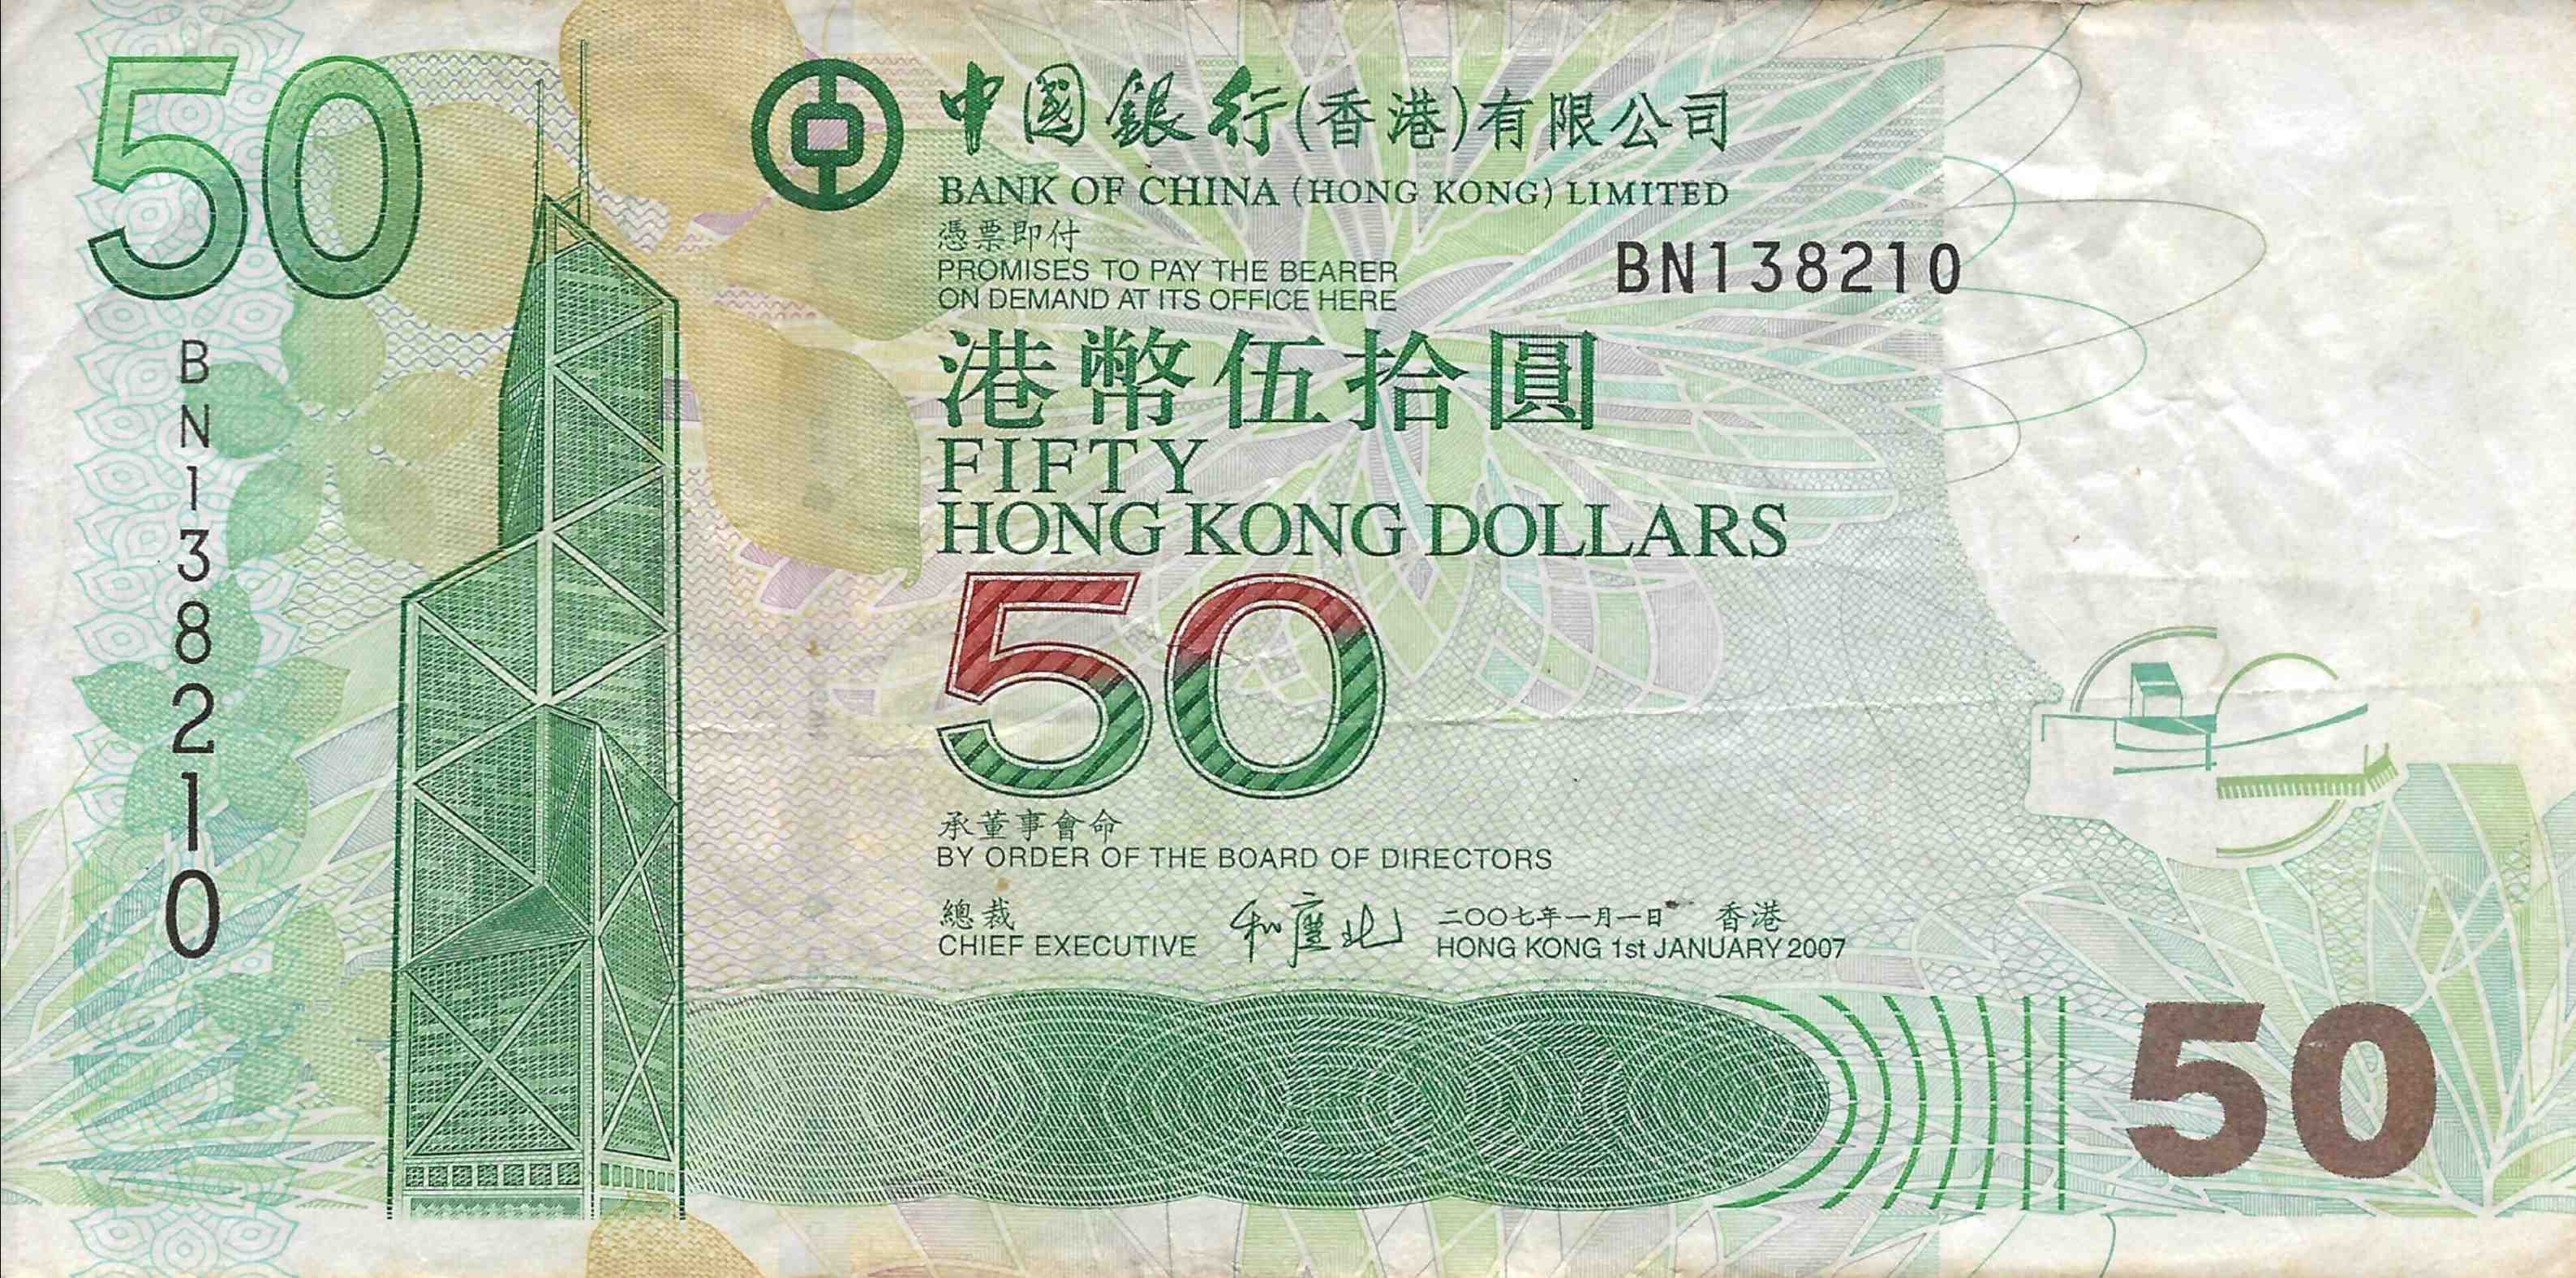 50
中國銀行(香港)有限公司
BANK OF CHINA (HONG KONG) LIMITED
憑票即付
PROMISES TO PAY THE BEARER
ON DEMAND AT ITS OFFICE HERE
BN138210
港幣伍拾圓
FIFTY
HONG KONG DOLLARS
50
BN138210
承董事會命
BY ORDER OF THE BOARD OF DIRECTORS
總裁
CHIEF EXECUTIVE
和廣北
二〇〇七年一月一日 香港
HONG KONG 1st JANUARY 2007
50
50